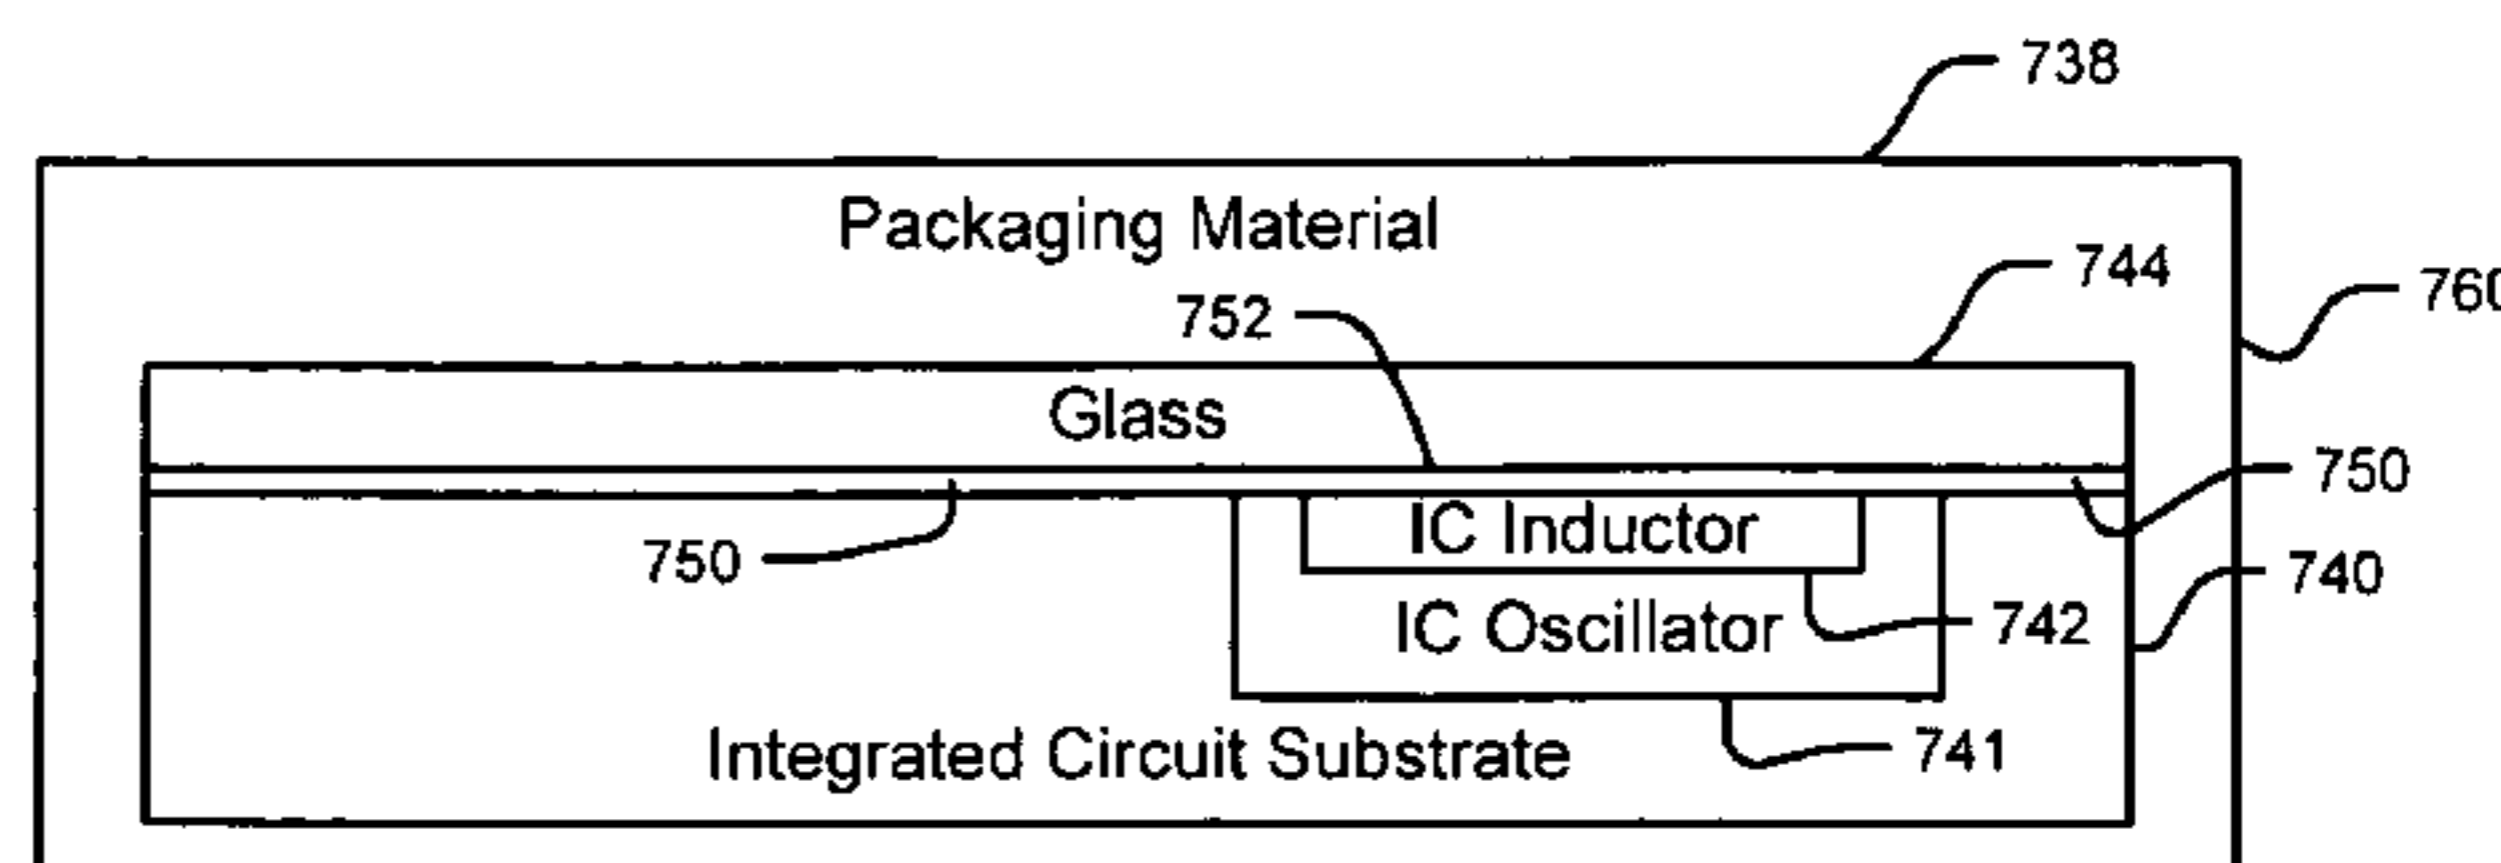 738
Packaging Material
744
752
760
Glass
750
IC Inductor
750
740
IC Oscillator
742
Integrated Circuit Substrate
741